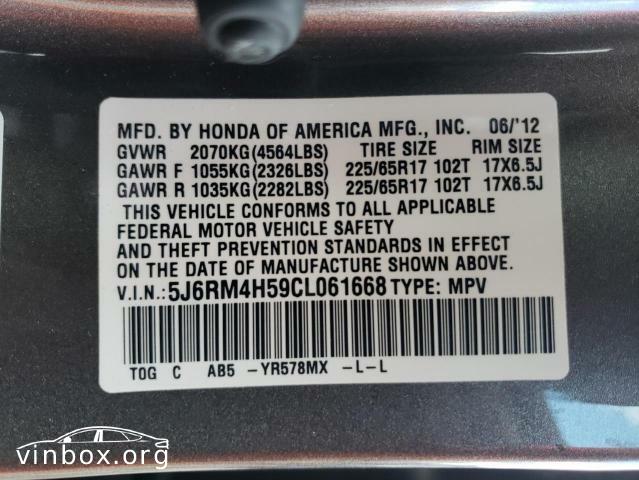 MFD. BY HONDA OF AMERICA MFG., INC. 06/'12
GVWR 2070KG(4564LBS) TIRE SIZE RIM SIZE
GAWR F 1055KG(2326LBS) 225/65R17 102T 17X6.5J
GAWR R 1035KG(2282LBS) 225/65R17 102T 17X6.5J
THIS VEHICLE CONFORMS TO ALL APPLICABLE
FEDERAL MOTOR VEHICLE SAFETY
AND THEFT PREVENTION STANDARDS IN EFFECT
ON THE DATE OF MANUFACTURE SHOWN ABOVE.
V.I.N.: 5J6RM4H59CL061668 TYPE: MPV
TOG C AB5 -YR578MX -L-L
vinbox.org